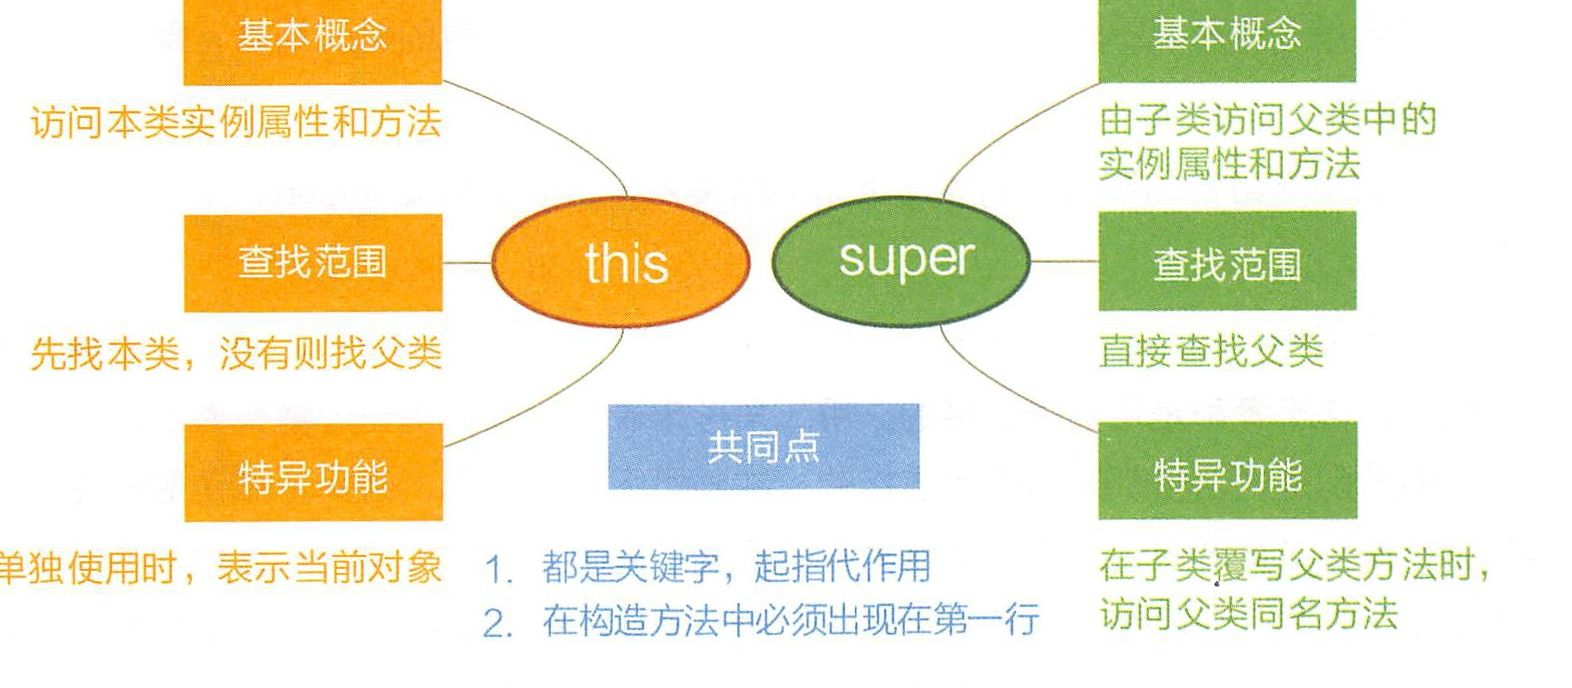 基本概念
访问本类实例属性和方法
查找范围
先找本类，没有则找父类
特异功能
单独使用时，表示当前对象
this
super
共同点
1. 都是关键字，起指代作用
2. 在构造方法中必须出现在第一行
基本概念
由子类访问父类中的
实例属性和方法
查找范围
直接查找父类
特异功能
在子类覆写父类方法时，
访问父类同名方法